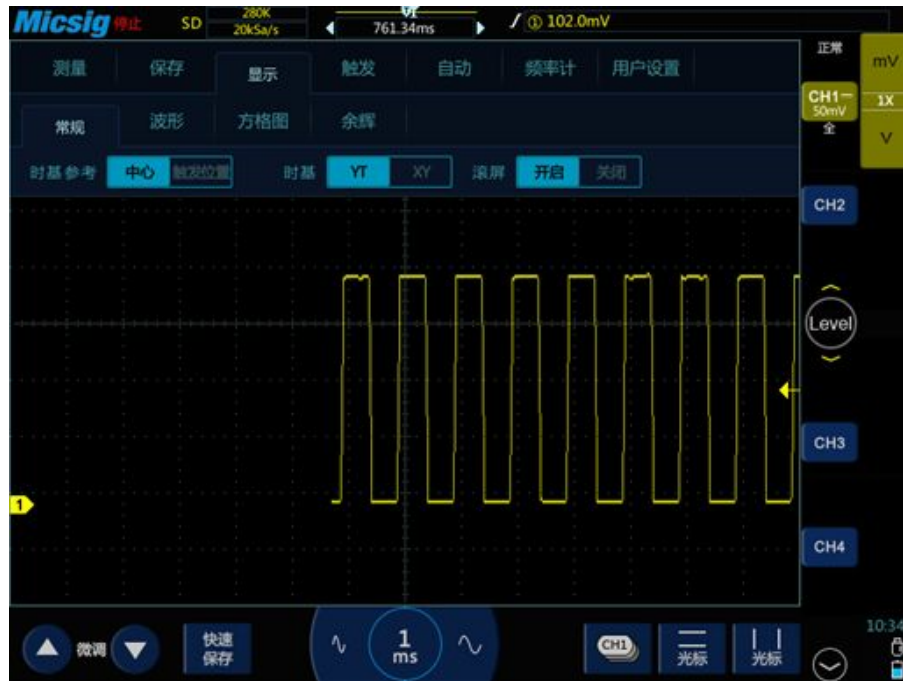 Micsig 停止 SD 280K 20kSa/s 761.34ms ① 102.0mV
测量 保存 显示 触发 自动 频率计 用户设置
常规 波形 方格图 余辉
时基参考 中心 触发位置 时基 YT XY 滚屏 开启 关闭
正常
mV
CH1
50mV
1X
全
V
CH2
Level
CH3
CH4
1
微调
快速
保存
1
ms
CH1
光标
光标
10:34